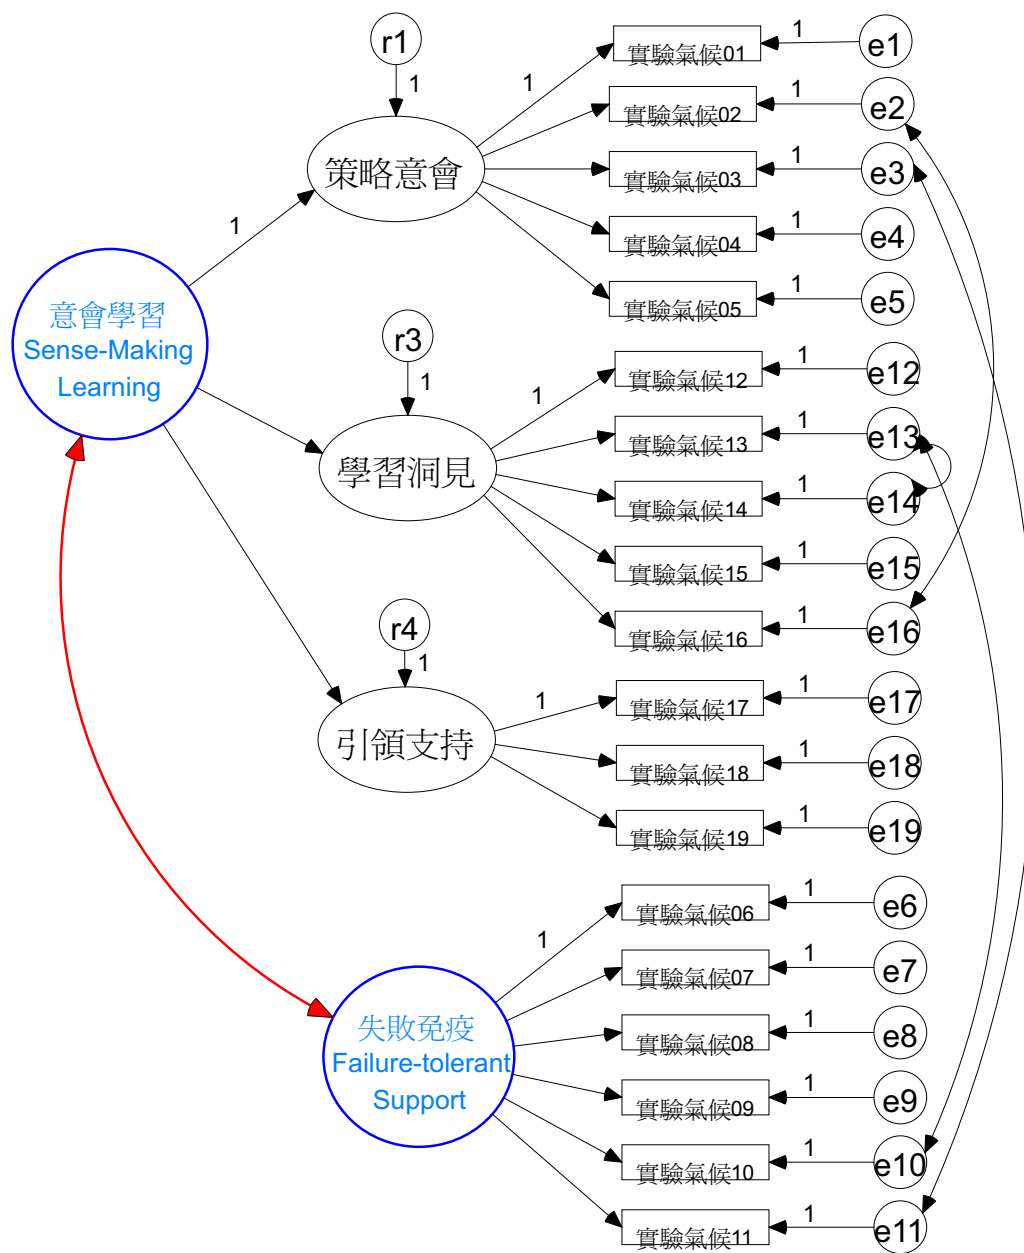 r1
1
1
實驗氣候01
1
e1
實驗氣候02
1
e2
策略意會
實驗氣候03
1
e3
1
實驗氣候04
1
e4
實驗氣候05
1
e5
意會學習
Sense-Making
Learning
r3
1
1
實驗氣候12
1
e12
實驗氣候13
1
e13
學習洞見
實驗氣候14
1
e14
實驗氣候15
1
e15
實驗氣候16
1
e16
r4
1
1
實驗氣候17
1
e17
引領支持
實驗氣候18
1
e18
實驗氣候19
1
e19
1
實驗氣候06
1
e6
實驗氣候07
1
e7
失敗免疫
Failure-tolerant
Support
實驗氣候08
1
e8
實驗氣候09
1
e9
實驗氣候10
1
e10
實驗氣候11
1
e11